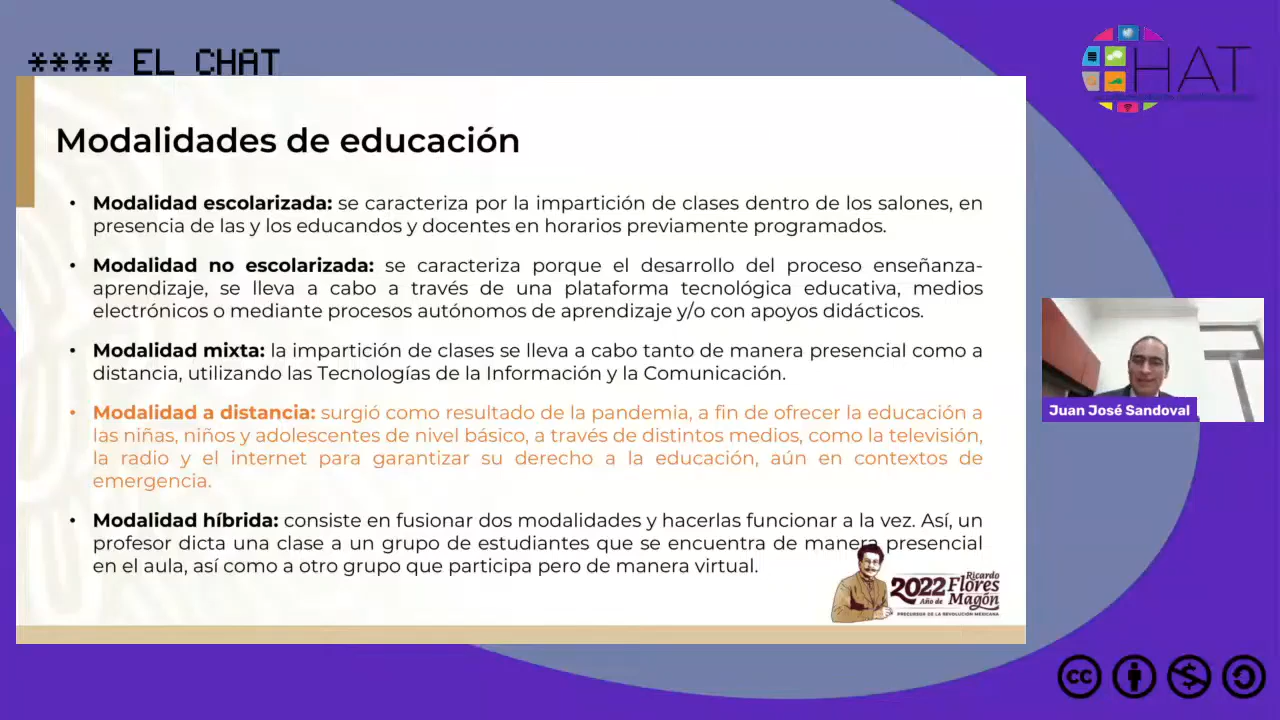 **** EL CHAT
HAT
Modalidades de educación
• Modalidad escolarizada: se caracteriza por la impartición de clases dentro de los salones, en
presencia de las y los educandos y docentes en horarios previamente programados.
• Modalidad no escolarizada: se caracteriza porque el desarrollo del proceso enseñanza-
aprendizaje, se lleva a cabo a través de una plataforma tecnológica educativa, medios
electrónicos o mediante procesos autónomos de aprendizaje y/o con apoyos didácticos.
• Modalidad mixta: la impartición de clases se lleva a cabo tanto de manera presencial como a
distancia, utilizando las Tecnologías de la Información y la Comunicación.
• Modalidad a distancia: surgió como resultado de la pandemia, a fin de ofrecer la educación a
las niñas, niños y adolescentes de nivel básico, a través de distintos medios, como la televisión,
la radio y el internet para garantizar su derecho a la educación, aún en contextos de
emergencia.
• Modalidad híbrida: consiste en fusionar dos modalidades y hacerlas funcionar a la vez. Así, un
profesor dicta una clase a un grupo de estudiantes que se encuentra de manera presencial
en el aula, así como a otro grupo que participa pero de manera virtual.
2022 Ricardo
Año de Flores
Magón
PRECURSOR DE LA REVOLUCIÓN MEXICANA
Juan José Sandoval
cc